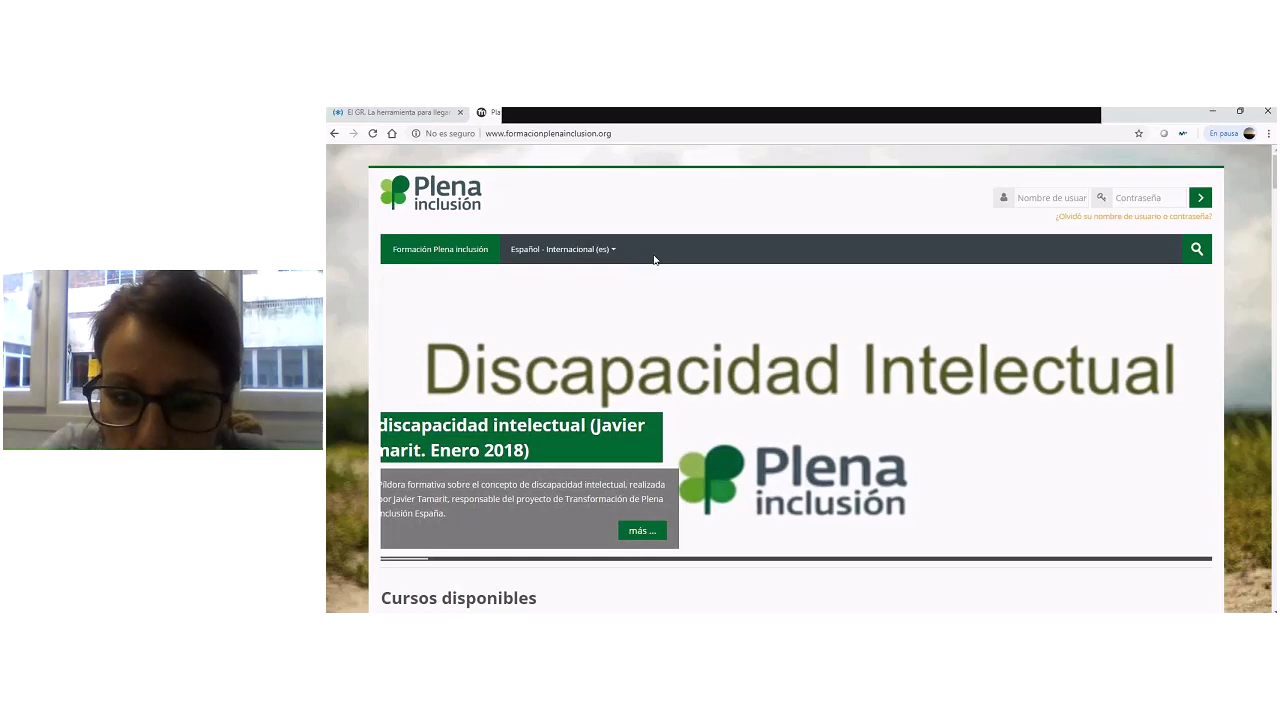 El GR. La herramienta para llegar
Pla
No es seguro
www.formacionplenainclusion.org
En pausa
Plena
inclusión
Nombre de usuar
Contraseña
¿Olvidó su nombre de usuario o contraseña?
Formación Plena inclusión
Español - Internacional (es)
Discapacidad Intelectual
discapacidad intelectual (Javier
marit. Enero 2018)
Píldora formativa sobre el concepto de discapacidad intelectual, realizada
por Javier Tamarit, responsable del proyecto de Transformación de Plena
inclusión España.
más ...
Plena
inclusión
Cursos disponibles